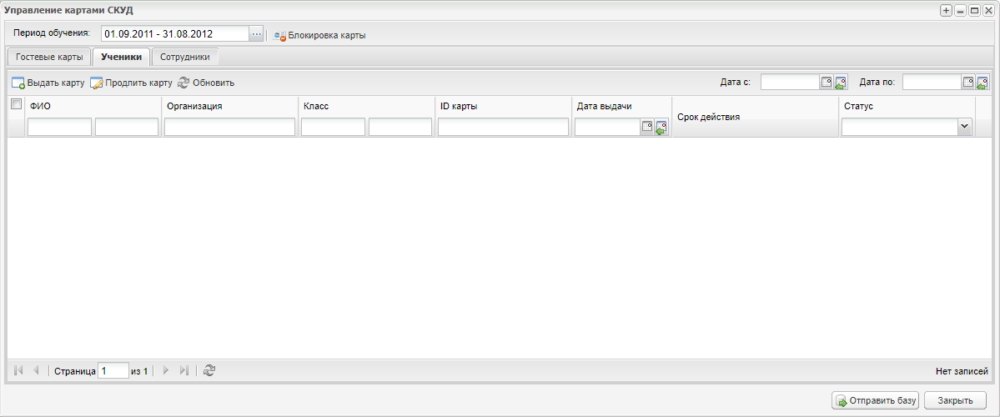 Управление картами СКУД
Период обучения: 01.09.2011 - 31.08.2012 ... Блокировка карты
Гостевые карты Ученики Сотрудники
Выдать карту Продлить карту Обновить Дата с: Дата по:
ФИО Организация Класс ID карты Дата выдачи Срок действия Статус
Страница 1 из 1 Нет записей
Отправить базу Закрыть